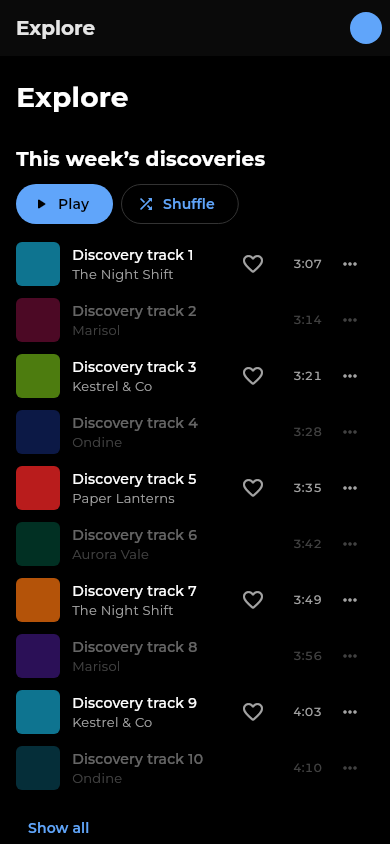 Explore
Explore
This week's discoveries
Play
Shuffle
Discovery track 1
The Night Shift
3:07
Discovery track 2
Marisol
3:14
Discovery track 3
Kestrel & Co
3:21
Discovery track 4
Ondine
3:28
Discovery track 5
Paper Lanterns
3:35
Discovery track 6
Aurora Vale
3:42
Discovery track 7
The Night Shift
3:49
Discovery track 8
Marisol
3:56
Discovery track 9
Kestrel & Co
4:03
Discovery track 10
Ondine
4:10
Show all